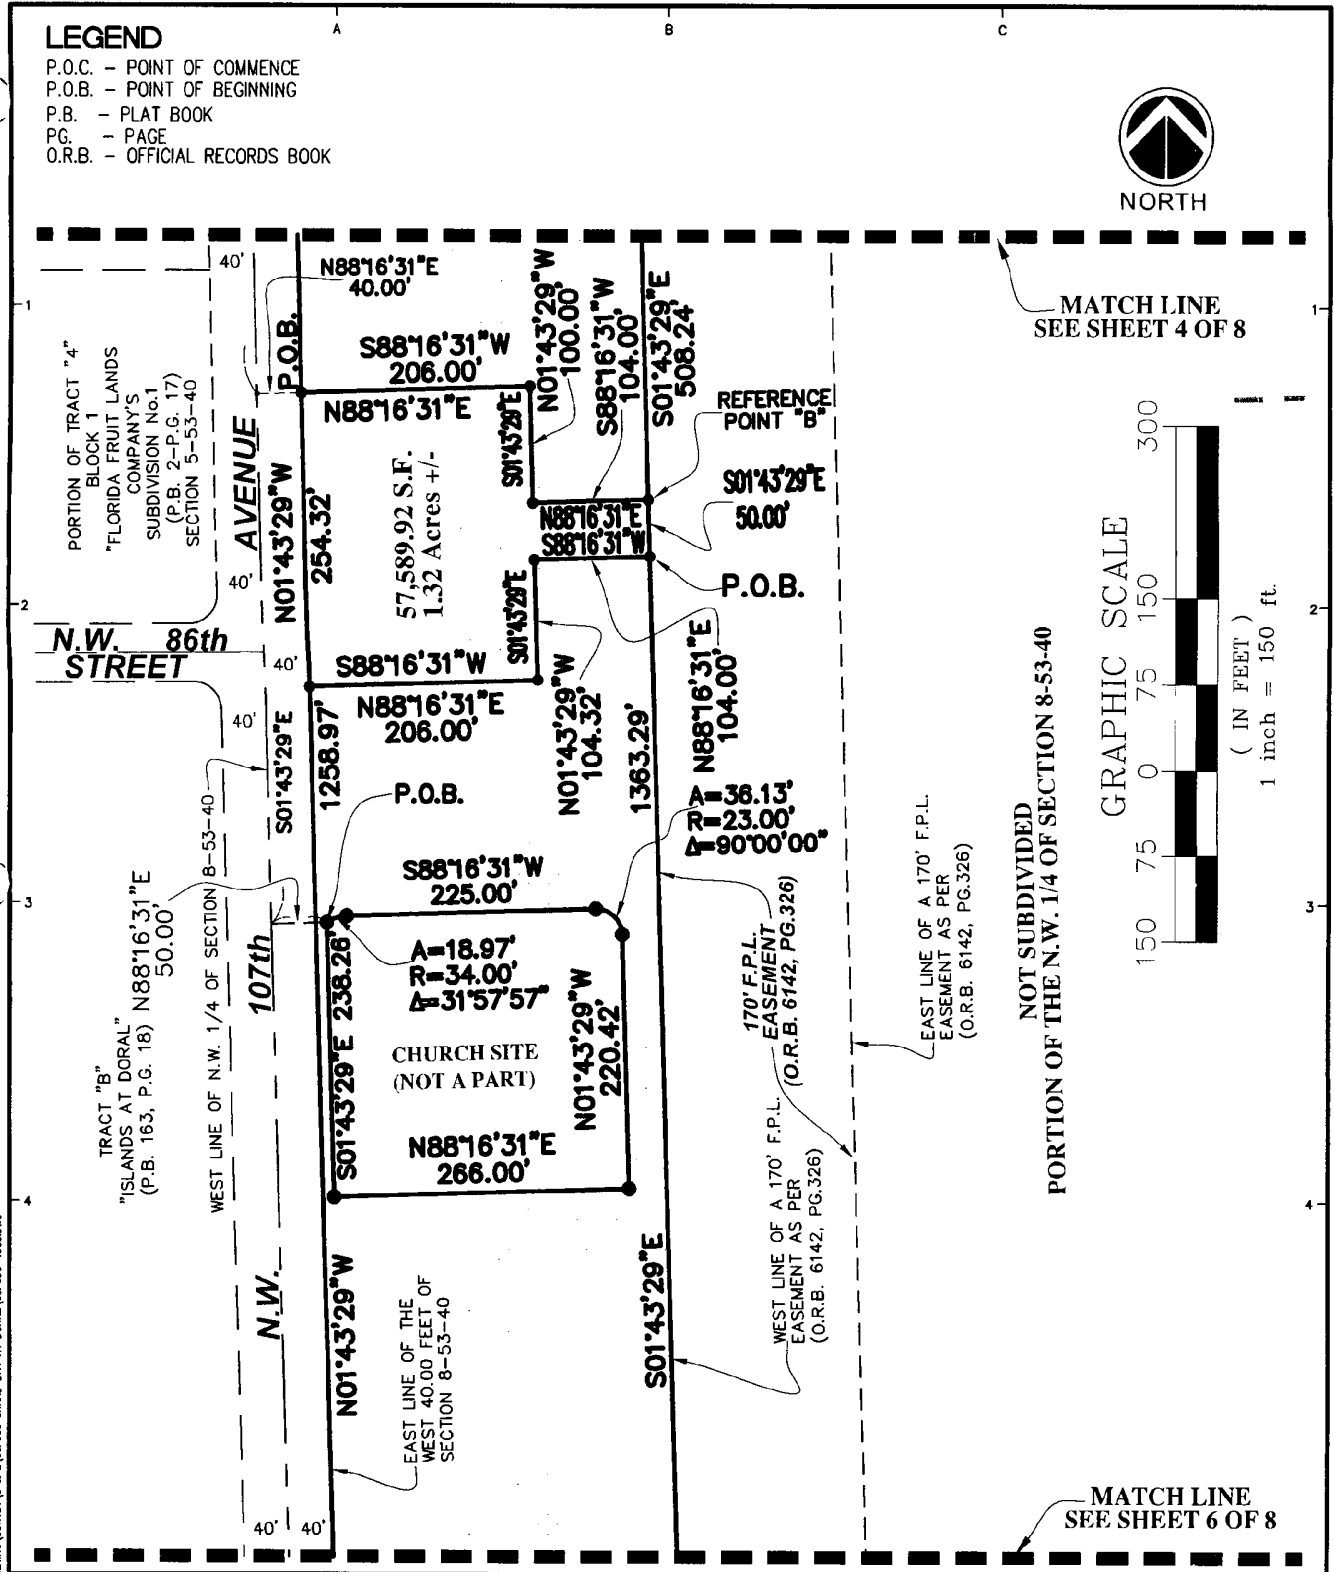 A
B
C
LEGEND
P.O.C. – POINT OF COMMENCE
P.O.B. – POINT OF BEGINNING
P.B. – PLAT BOOK
PG. – PAGE
O.R.B. – OFFICIAL RECORDS BOOK
NORTH
1
1
2
2
3
3
4
4
MATCH LINE
SEE SHEET 4 OF 8
40'
N88°16'31"E
40.00'
P.O.B.
S88°16'31"W
206.00'
N88°16'31"E
N01°43'29"W
100.00'
S88°16'31"W
104.00'
S01°43'29"E
508.24'
S01°43'29"E
REFERENCE
POINT "B"
S01°43'29"E
50.00'
PORTION OF TRACT "4"
BLOCK 1
"FLORIDA FRUIT LANDS
COMPANY'S
SUBDIVISION No.1
(P.B. 2-P.G. 17)
SECTION 5-53-40
AVENUE
N01°43'29"W
254.32'
57,589.92 S.F.
1.32 Acres +/-
N88°16'31"E
S88°16'31"W
P.O.B.
S01°43'29"E
40'
N.W. 86th
STREET
40'
S88°16'31"W
N88°16'31"E
206.00'
N01°43'29"W
104.32'
N88°16'31"E
104.00'
40'
S01°43'29"E
1258.97'
1363.29'
P.O.B.
A=36.13'
R=23.00'
Δ=90°00'00"
S88°16'31"W
225.00'
N88°16'31"E
50.00'
WEST LINE OF N.W. 1/4 OF SECTION 8-53-40
107th
A=18.97'
R=34.00'
Δ=31°57'57"
S01°43'29"E 238.26'
N01°43'29"W
220.42'
CHURCH SITE
(NOT A PART)
N88°16'31"E
266.00'
TRACT "B"
"ISLANDS AT DORAL"
(P.B. 163, P.G. 18)
N.W.
N01°43'29"W
EAST LINE OF THE
WEST 40.00 FEET OF
SECTION 8-53-40
S01°43'29"E
170' F.P.L.
EASEMENT
(O.R.B. 6142, PG.326)
WEST LINE OF A 170' F.P.L.
EASEMENT AS PER
(O.R.B. 6142, PG.326)
EAST LINE OF A 170' F.P.L.
EASEMENT AS PER
(O.R.B. 6142, PG.326)
NOT SUBDIVIDED
PORTION OF THE N.W. 1/4 OF SECTION 8-53-40
GRAPHIC SCALE
150
75
0
75
150
300
( IN FEET )
1 inch = 150 ft.
40'
40'
MATCH LINE
SEE SHEET 6 OF 8